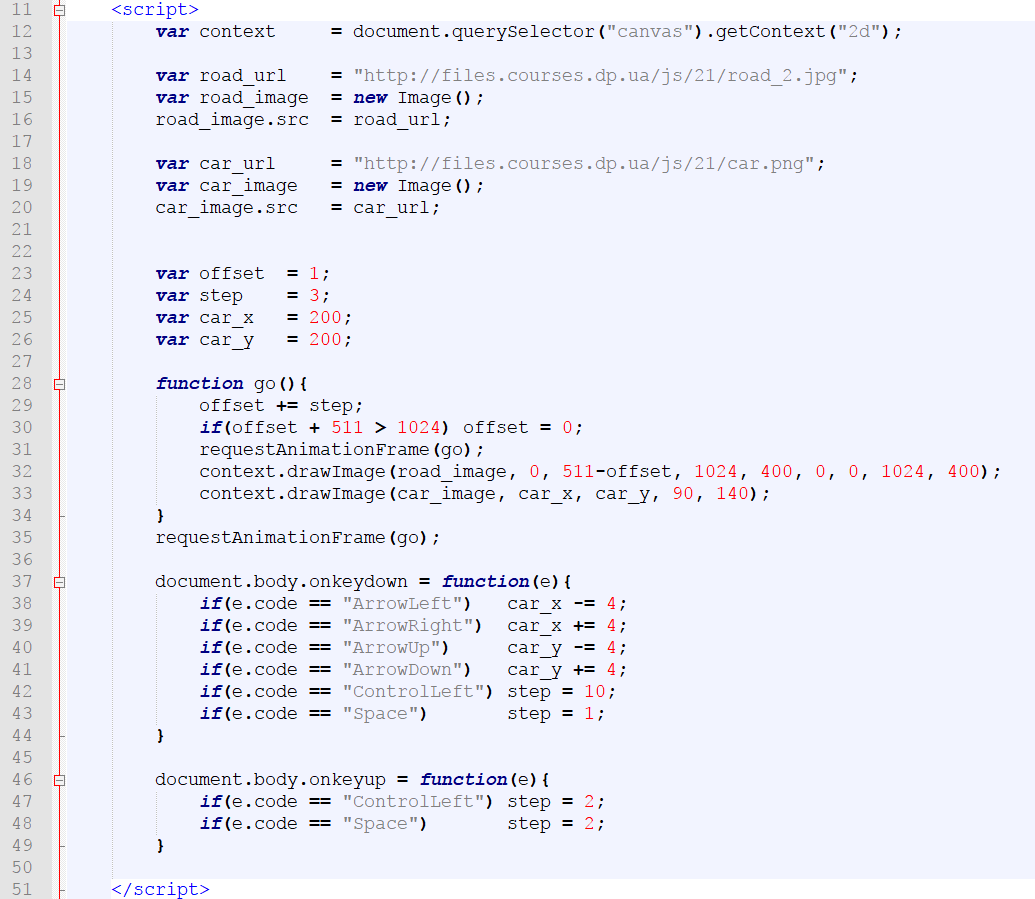 11 <script>
12 var context     = document.querySelector("canvas").getContext("2d");
13
14 var road_url    = "http://files.courses.dp.ua/js/21/road_2.jpg";
15 var road_image  = new Image();
16 road_image.src  = road_url;
17
18 var car_url     = "http://files.courses.dp.ua/js/21/car.png";
19 var car_image   = new Image();
20 car_image.src   = car_url;
21
22
23 var offset  = 1;
24 var step    = 3;
25 var car_x   = 200;
26 var car_y   = 200;
27
28 function go(){
29     offset += step;
30     if(offset + 511 > 1024) offset = 0;
31     requestAnimationFrame(go);
32     context.drawImage(road_image, 0, 511-offset, 1024, 400, 0, 0, 1024, 400);
33     context.drawImage(car_image, car_x, car_y, 90, 140);
34 }
35 requestAnimationFrame(go);
36
37 document.body.onkeydown = function(e){
38     if(e.code == "ArrowLeft")   car_x -= 4;
39     if(e.code == "ArrowRight")  car_x += 4;
40     if(e.code == "ArrowUp")     car_y -= 4;
41     if(e.code == "ArrowDown")   car_y += 4;
42     if(e.code == "ControlLeft") step = 10;
43     if(e.code == "Space")       step = 1;
44 }
45
46 document.body.onkeyup = function(e){
47     if(e.code == "ControlLeft") step = 2;
48     if(e.code == "Space")       step = 2;
49 }
50
51 </script>